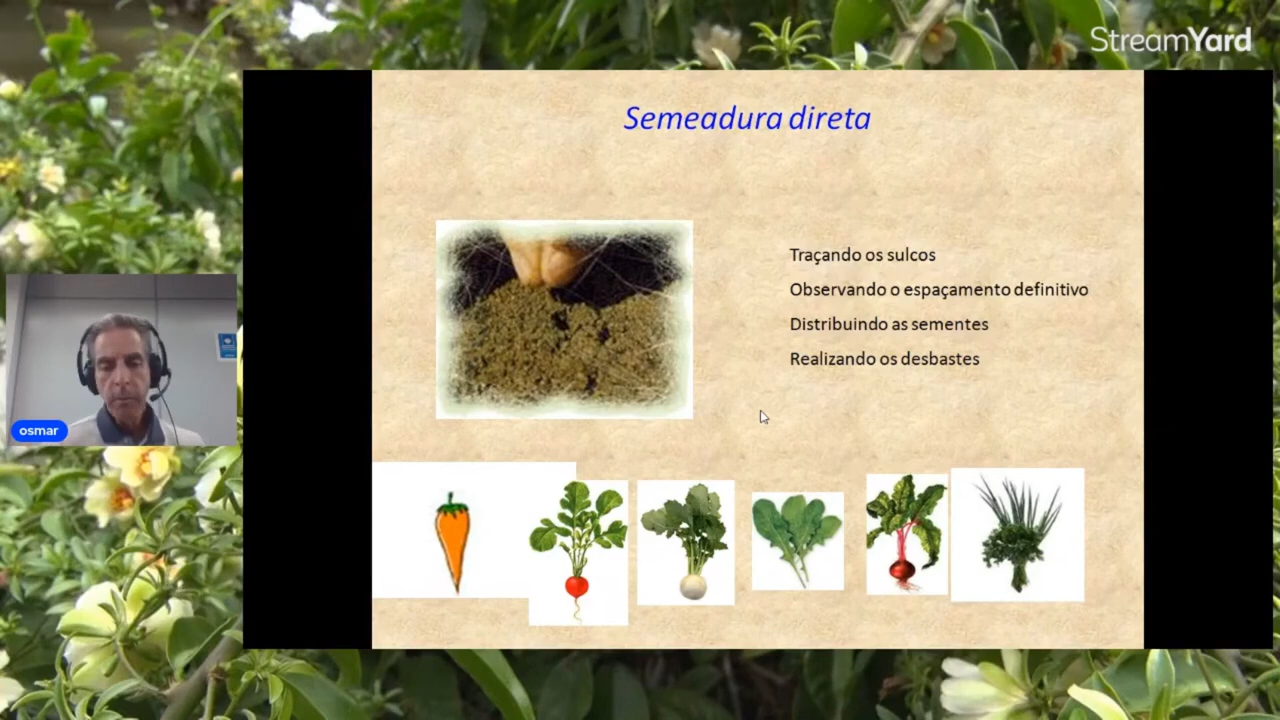 StreamYard
Semeadura direta
Traçando os sulcos
Observando o espaçamento definitivo
Distribuindo as sementes
Realizando os desbastes
osmar